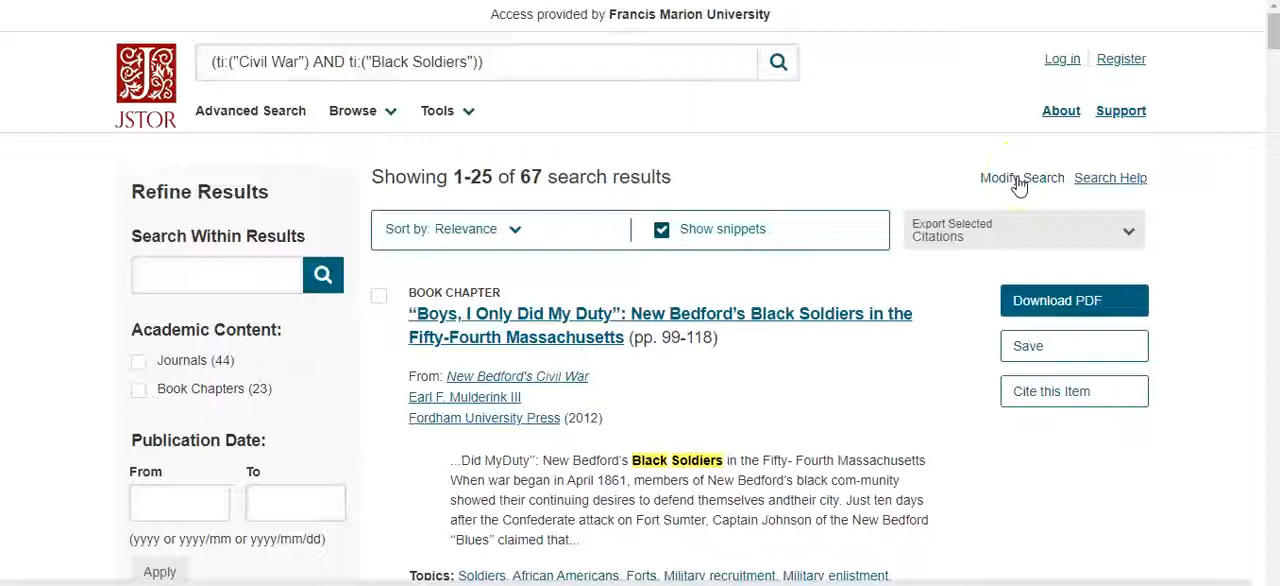 Access provided by Francis Marion University
(ti:("Civil War") AND ti:("Black Soldiers"))
Log in
Register
JSTOR
Advanced Search
Browse
Tools
About
Support
Refine Results
Showing 1-25 of 67 search results
Modify Search
Search Help
Search Within Results
Sort by: Relevance
Show snippets
Export Selected
Citations
Academic Content:
Journals (44)
Book Chapters (23)
Publication Date:
From
To
(yyyy or yyyy/mm or yyyy/mm/dd)
Apply
BOOK CHAPTER
“Boys, I Only Did My Duty”: New Bedford’s Black Soldiers in the
Fifty-Fourth Massachusetts (pp. 99-118)
From: New Bedford's Civil War
Earl F. Mulderink III
Fordham University Press (2012)
...Did MyDuty”: New Bedford’s Black Soldiers in the Fifty- Fourth Massachusetts
When war began in April 1861, members of New Bedford’s black com-munity
showed their continuing desires to defend themselves andtheir city. Just ten days
after the Confederate attack on Fort Sumter, Captain Johnson of the New Bedford
“Blues” claimed that...
Topics: Soldiers, African Americans, Forts, Military recruitment, Military enlistment,
Download PDF
Save
Cite this Item